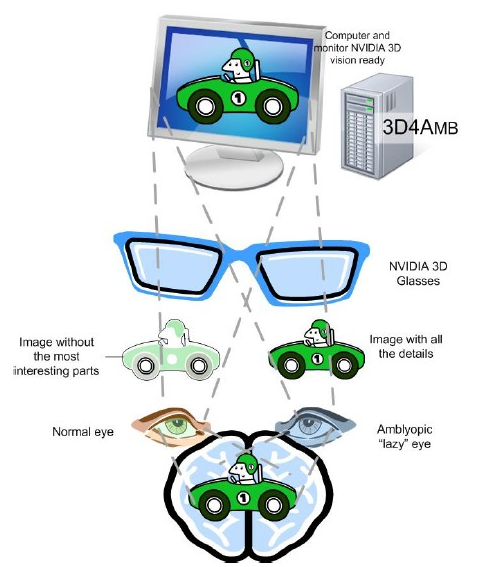 Computer and
monitor NVIDIA 3D
vision ready
1
3D4AMB
NVIDIA 3D
Glasses
Image without
the most
interesting parts
Image with all
the details
1
Normal eye
Amblyopic
"lazy" eye
1